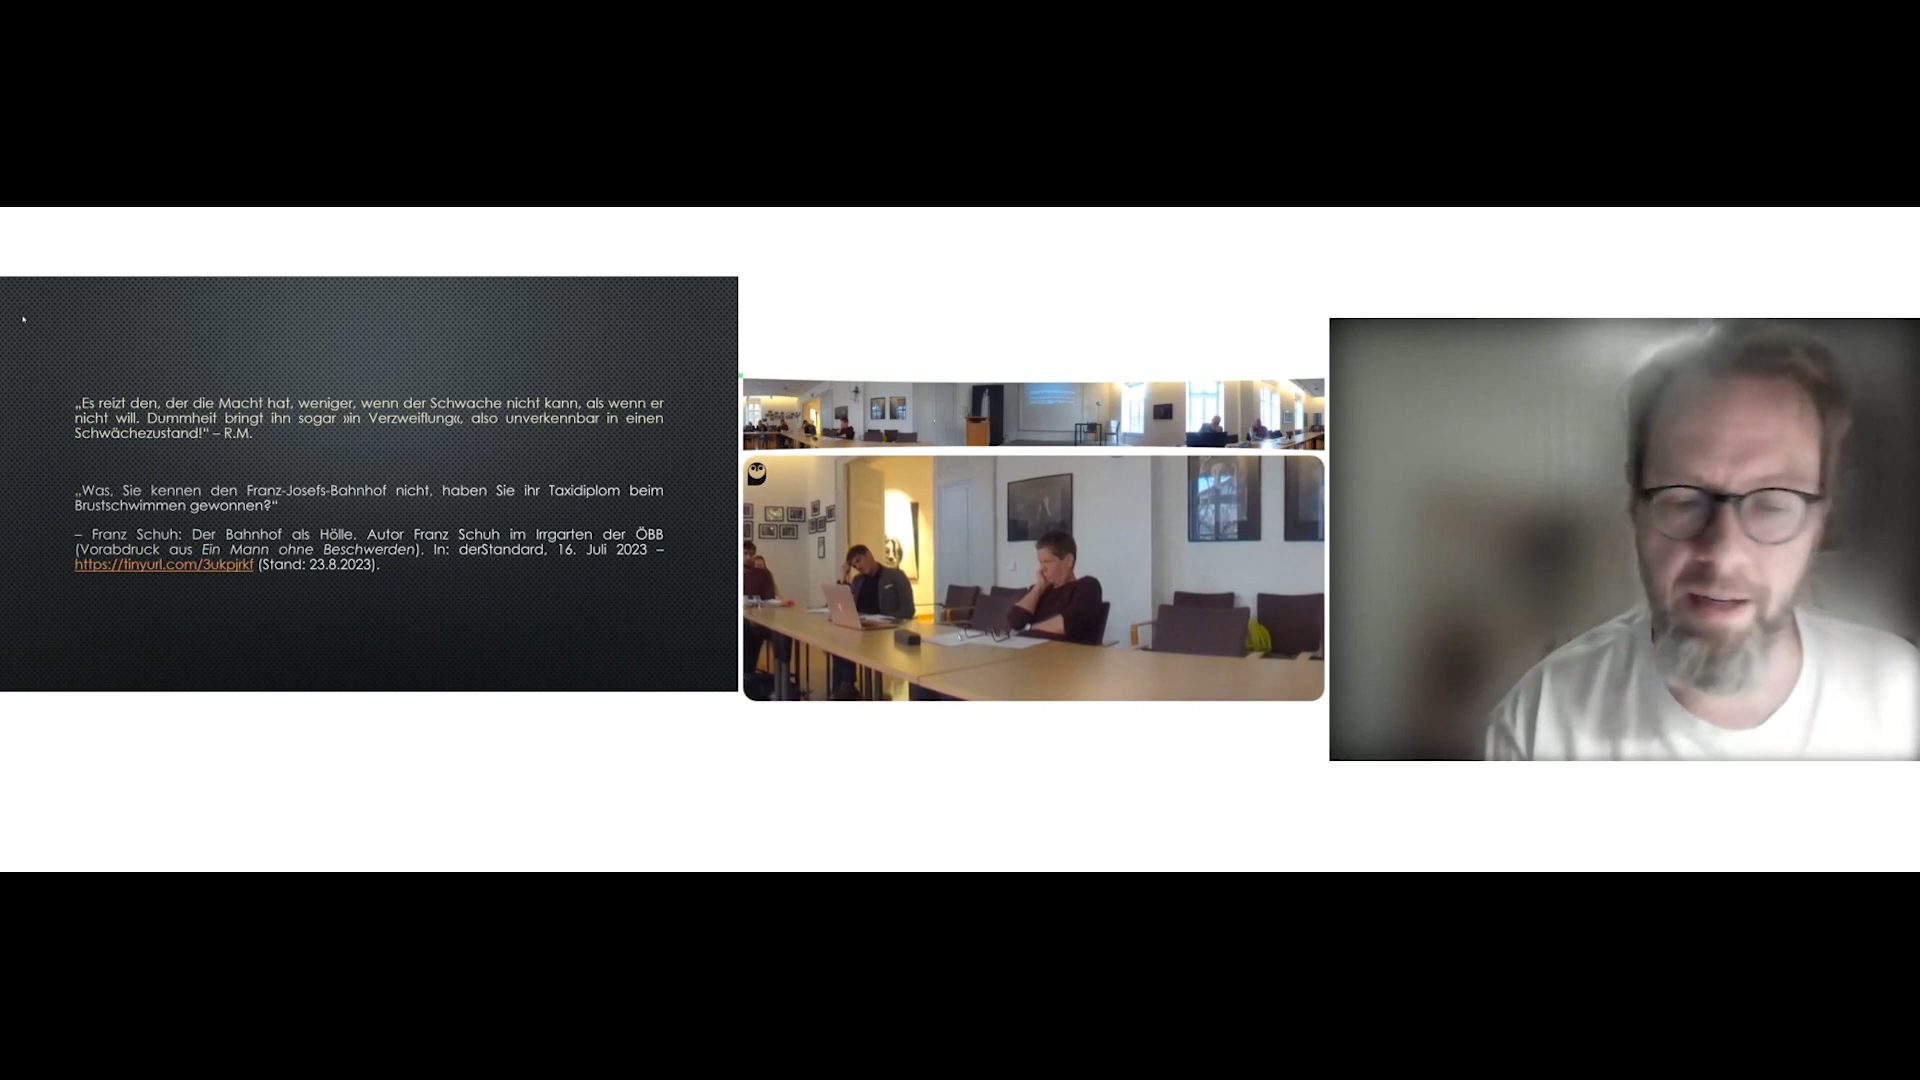 „Es reizt den, der die Macht hat, weniger, wenn der Schwache nicht kann, als wenn er
nicht will. Dummheit bringt ihn sogar »in Verzweiflung«, also unverkennbar in einen
Schwächezustand!“ – R.M.
„Was, Sie kennen den Franz-Josefs-Bahnhof nicht, haben Sie ihr Taxidiplom beim
Brustschwimmen gewonnen?“
– Franz Schuh: Der Bahnhof als Hölle. Autor Franz Schuh im Irrgarten der ÖBB
(Vorabdruck aus Ein Mann ohne Beschwerden). In: derStandard, 16. Juli 2023 –
https://tinyurl.com/3ukpjrkf (Stand: 23.8.2023).